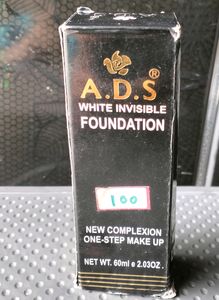 A.D.S®
WHITE INVISIBLE
FOUNDATION
100
NEW COMPLEXION
ONE-STEP MAKE UP
NET WT. 60ml e 2.03OZ.